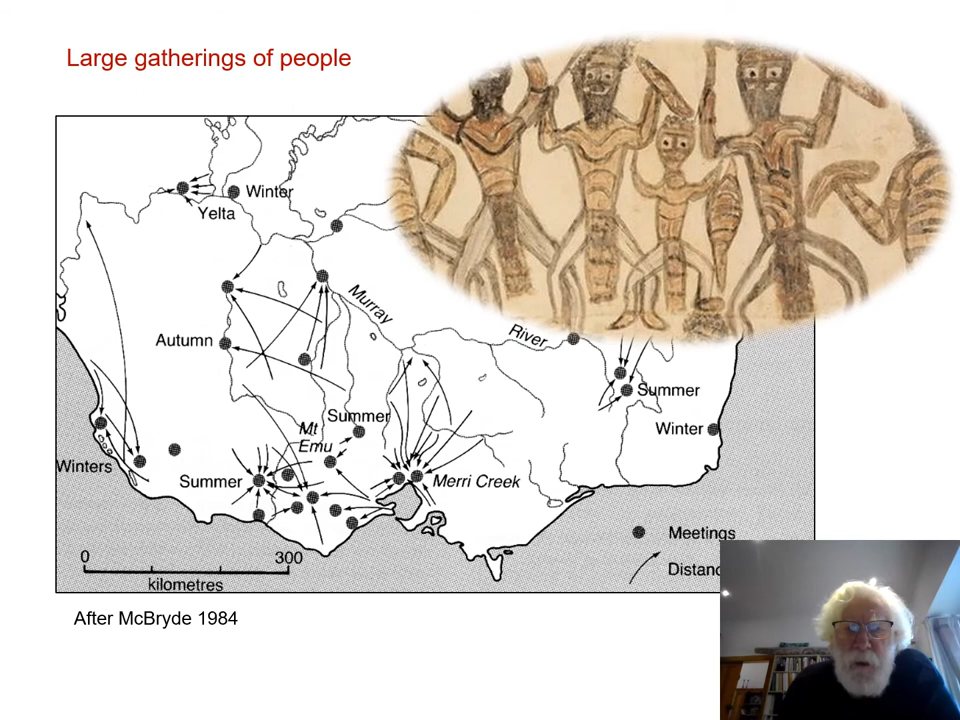 Large gatherings of people
Winter
Yelta
Murray
River
Autumn
Summer
Summer
Mt
Emu
Winter
Winters
Summer
Merri Creek
Meetings
0
300
kilometres
After McBryde 1984